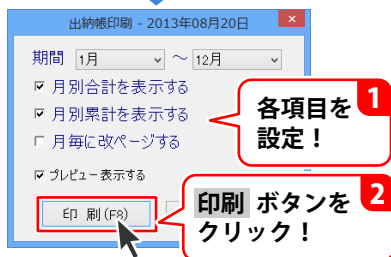 出納帳印刷 - 2013年08月20日
×
期間 1月 ～ 12月
月別合計を表示する
月別累計を表示する
月毎に改ページする
プレビュー表示する
印 刷(F8)
1
各項目を
設定！
2
印刷 ボタンを
クリック！